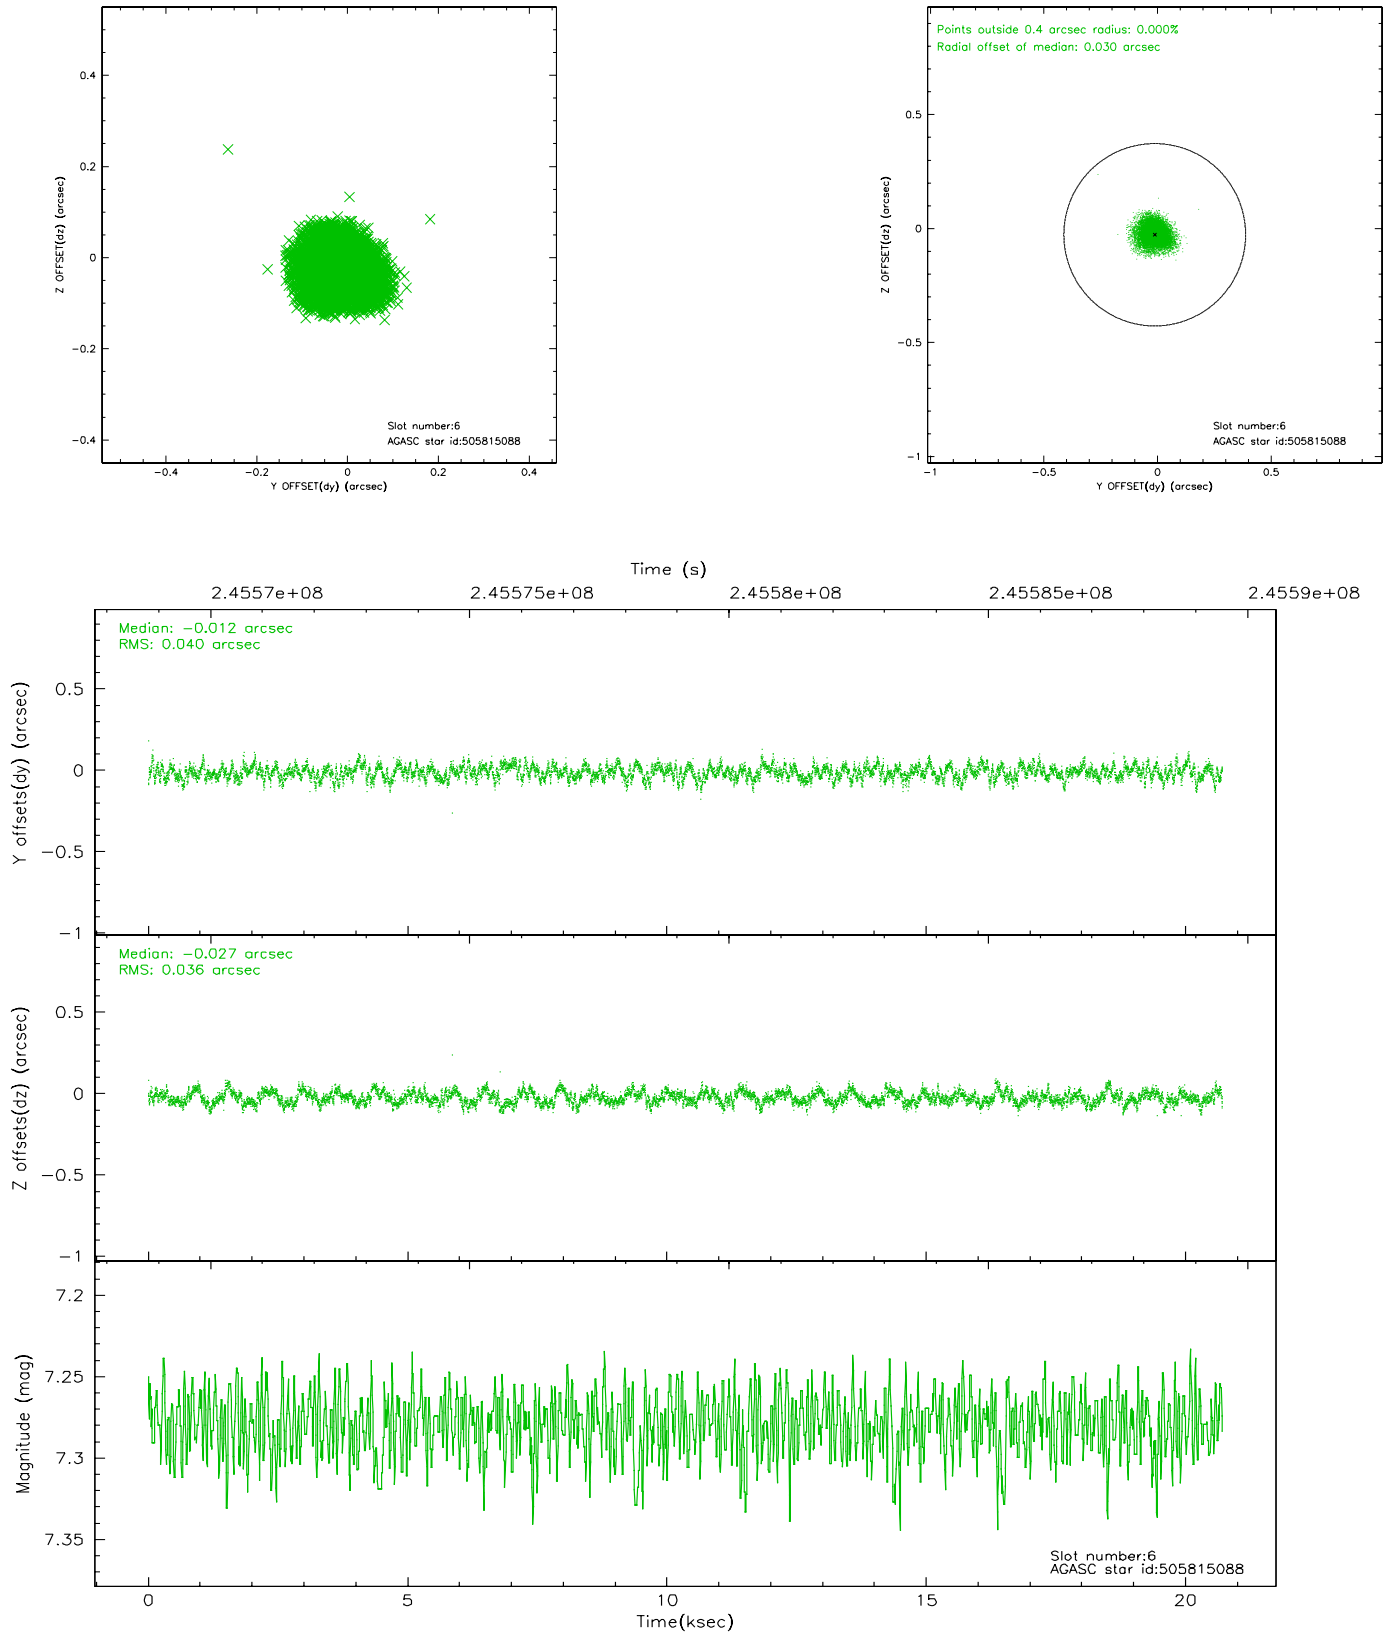 0.4
0.2
0
-0.2
-0.4
Z OFFSET(dz) (arcsec)
Slot number:6
AGASC star id:505815088
-0.4 -0.2 0 0.2 0.4
Y OFFSET(dy) (arcsec)
Points outside 0.4 arcsec radius: 0.000%
Radial offset of median: 0.030 arcsec
0.5
0
-0.5
-1
Z OFFSET(dz) (arcsec)
Slot number:6
AGASC star id:505815088
-1 -0.5 0 0.5
Y OFFSET(dy) (arcsec)
Time (s)
2.4557e+08 2.45575e+08 2.4558e+08 2.45585e+08 2.4559e+08
Median: -0.012 arcsec
RMS: 0.040 arcsec
0.5
0
-0.5
-1
Y offsets(dy) (arcsec)
Median: -0.027 arcsec
RMS: 0.036 arcsec
0.5
0
-0.5
-1
Z offsets(dz) (arcsec)
7.2
7.25
7.3
7.35
Magnitude (mag)
Slot number:6
AGASC star id:505815088
0 5 10 15 20
Time(ksec)